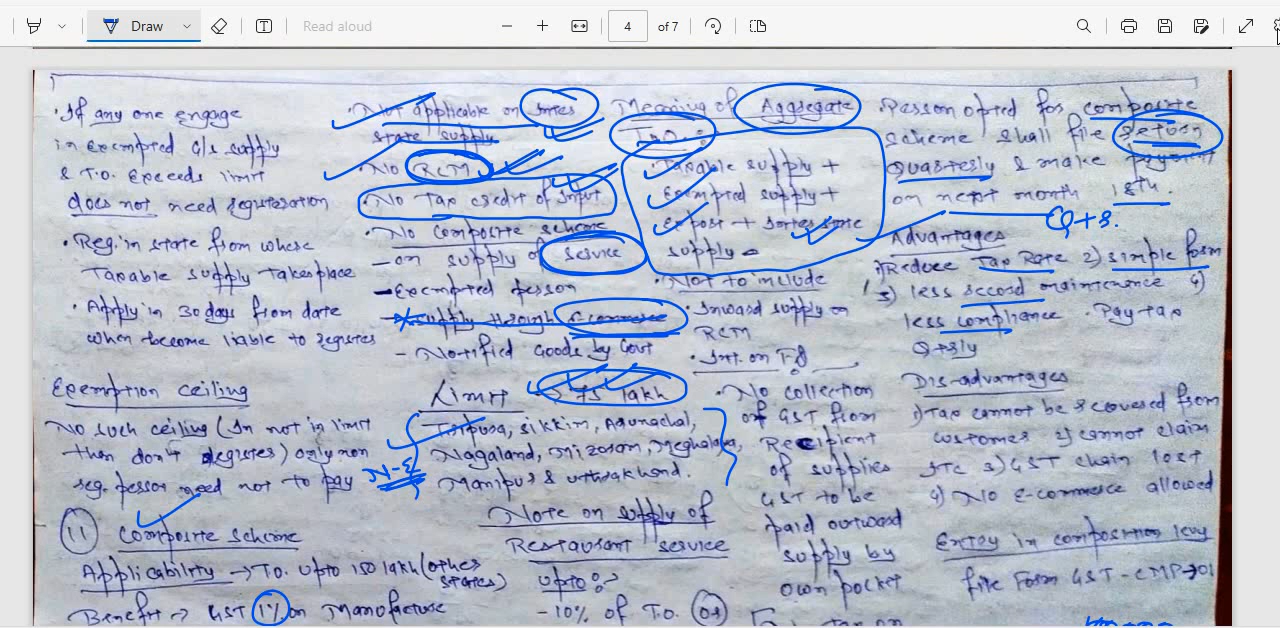 Draw
Read aloud
4
of 7
• If any one engage
in exempted G/s supply
& T.O. exceeds limit
does not need registeration
• Reg. in state from where
Taxable supply takes place
• Apply in 30 days from date
when become liable to register
Exemption ceiling
No such ceiling (In not in limit
then don't register) only non
reg. person need not to pay
11 Composite scheme
Applicability → T.O. upto 150 lakh (other
states)
Benefit → GST 1% on Manufacture
• Not applicable on Inter
state supply
• No RCM
• No Tax credit of input
• No composite scheme
– on supply of service
– Exempted person
supply through E commerce
– Notified Goods by Govt
Limit → 75 lakh
Tripura, Sikkim, Arunachal,
Nagaland, Mizoram, Meghalaya,
Manipur & uttrakhand.
N-E
Note on supply of
Restaurant service
upto :-
– 10% of T.O. (or)
Meaning of Aggregate
T.O. :
• Taxable supply +
Exempted supply +
Export + Inter state
supply
• Not to include
• Inward supply on
RCM
• Int. on F.D
• No collection
of GST from
Recipient
of supplies
GST to be
paid outward
supply by
own pocket
Person opted for composite
scheme shall file return
Quarterly & make payment
on next month 18th.
Q+8.
Advantages
1) Reduce Tax Rate 2) simple form
3) less record maintenance 4)
less compliance • Pay tax
Qtrly
Dis-advantages
1) Tax cannot be recovered from
customer 2) cannot claim
ITC 3) GST chain lost
4) No E-commerce allowed
Entry in composition levy
file Form GST-CMP-01